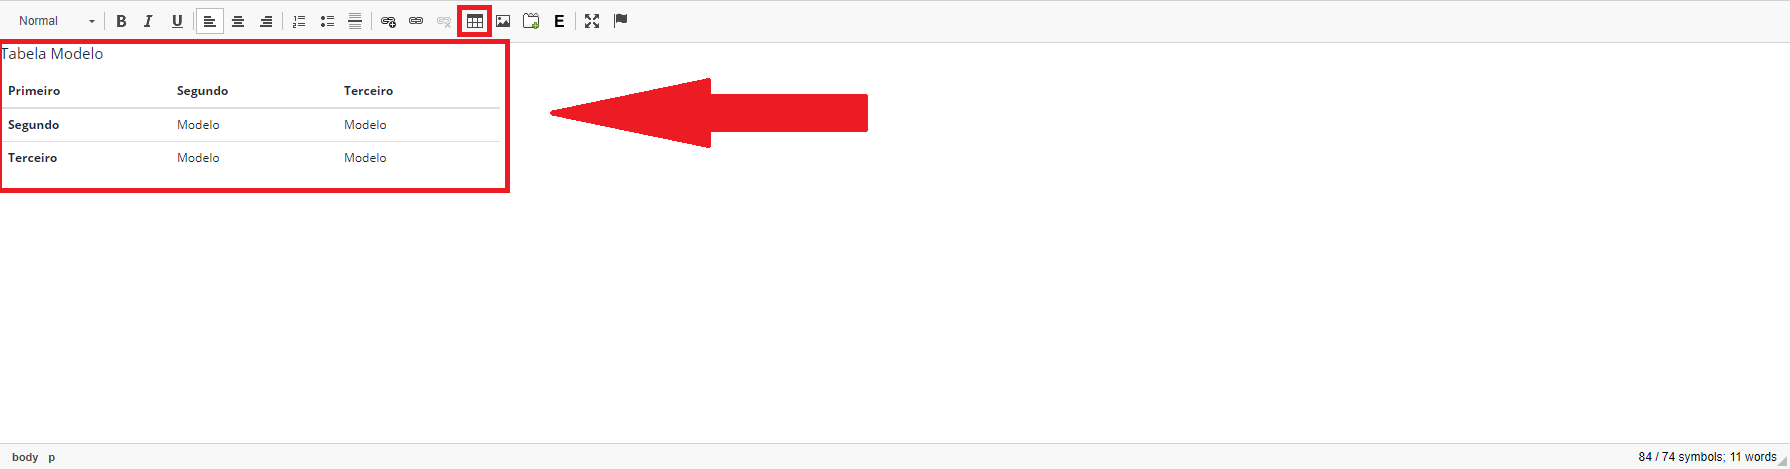 Normal B I U E
Tabela Modelo
Primeiro Segundo Terceiro
Segundo Modelo Modelo
Terceiro Modelo Modelo
body p 84 / 74 symbols; 11 words